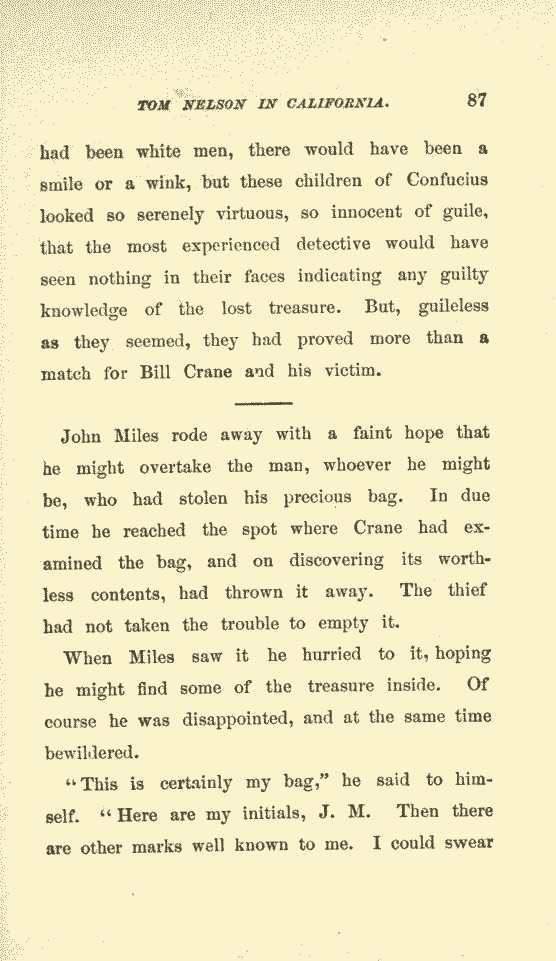 TOM NELSON IN CALIFORNIA. 87
had been white men, there would have been a
smile or a wink, but these children of Confucius
looked so serenely virtuous, so innocent of guile,
that the most experienced detective would have
seen nothing in their faces indicating any guilty
knowledge of the lost treasure. But, guileless
as they seemed, they had proved more than a
match for Bill Crane and his victim.
John Miles rode away with a faint hope that
he might overtake the man, whoever he might
be, who had stolen his precious bag. In due
time he reached the spot where Crane had ex-
amined the bag, and on discovering its worth-
less contents, had thrown it away. The thief
had not taken the trouble to empty it.
When Miles saw it he hurried to it, hoping
he might find some of the treasure inside. Of
course he was disappointed, and at the same time
bewildered.
“This is certainly my bag,” he said to him-
self. “Here are my initials, J. M. Then there
are other marks well known to me. I could swear